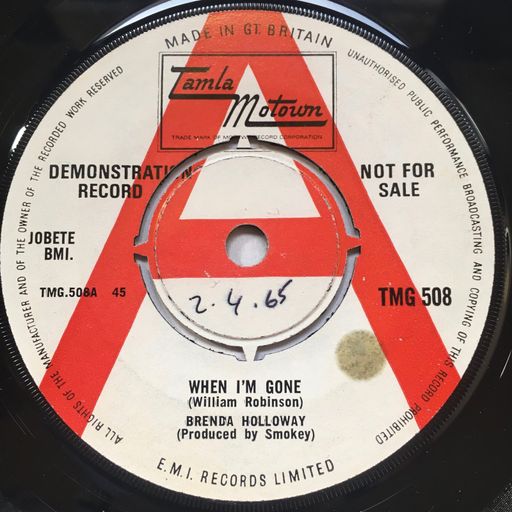 MADE IN GT. BRITAIN
UNAUTHORISED PUBLIC PERFORMANCE BROADCASTING AND COPYING OF THIS RECORD PROHIBITED
ALL RIGHTS OF THE MANUFACTURER AND OF THE OWNER OF THE RECORDED WORK RESERVED
Tamla
Motown
TRADE MARK OF MOTOWN RECORD CORPORATION
DEMONSTRATION
RECORD
NOT FOR
SALE
JOBETE
BMI.
TMG.508A 45
TMG 508
2.4.65
WHEN I'M GONE
(William Robinson)
BRENDA HOLLOWAY
(Produced by Smokey)
E.M.I. RECORDS LIMITED